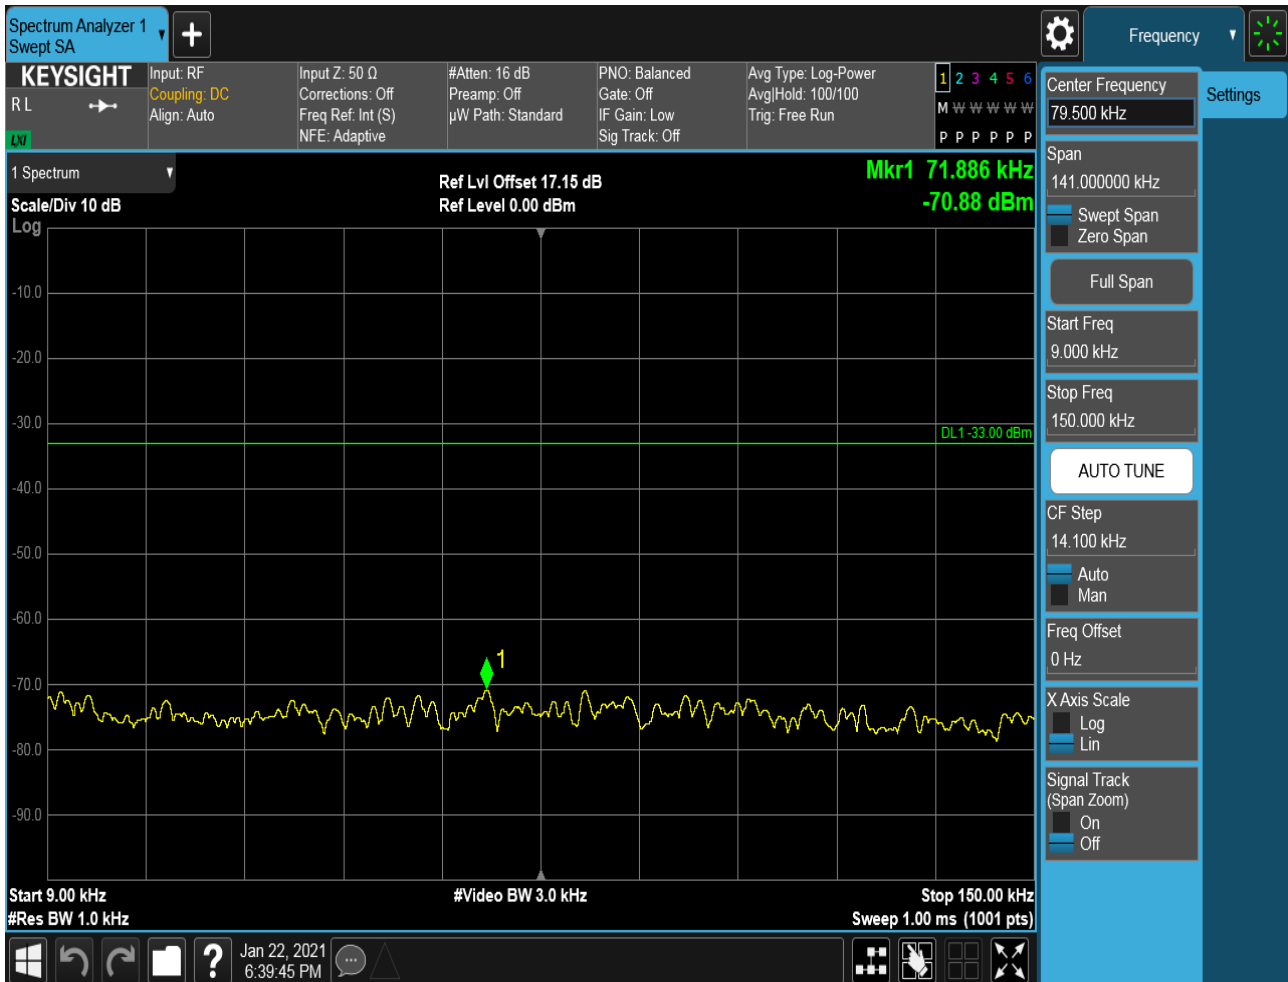 Spectrum Analyzer 1
Swept SA
+
Frequency
KEYSIGHT
R L
LXI
Input: RF
Coupling: DC
Align: Auto
Input Z: 50 Ω
Corrections: Off
Freq Ref: Int (S)
NFE: Adaptive
#Atten: 16 dB
Preamp: Off
µW Path: Standard
PNO: Balanced
Gate: Off
IF Gain: Low
Sig Track: Off
Avg Type: Log-Power
Avg|Hold: 100/100
Trig: Free Run
1 2 3 4 5 6
M W W W W W
P P P P P P
1 Spectrum
Scale/Div 10 dB
Log
Ref Lvl Offset 17.15 dB
Ref Level 0.00 dBm
Mkr1 71.886 kHz
-70.88 dBm
-10.0
-20.0
-30.0
DL1 -33.00 dBm
-40.0
-50.0
-60.0
1
-70.0
-80.0
-90.0
Start 9.00 kHz
#Res BW 1.0 kHz
#Video BW 3.0 kHz
Stop 150.00 kHz
Sweep 1.00 ms (1001 pts)
Center Frequency
79.500 kHz
Settings
Span
141.000000 kHz
Swept Span
Zero Span
Full Span
Start Freq
9.000 kHz
Stop Freq
150.000 kHz
AUTO TUNE
CF Step
14.100 kHz
Auto
Man
Freq Offset
0 Hz
X Axis Scale
Log
Lin
Signal Track
(Span Zoom)
On
Off
?
Jan 22, 2021
6:39:45 PM